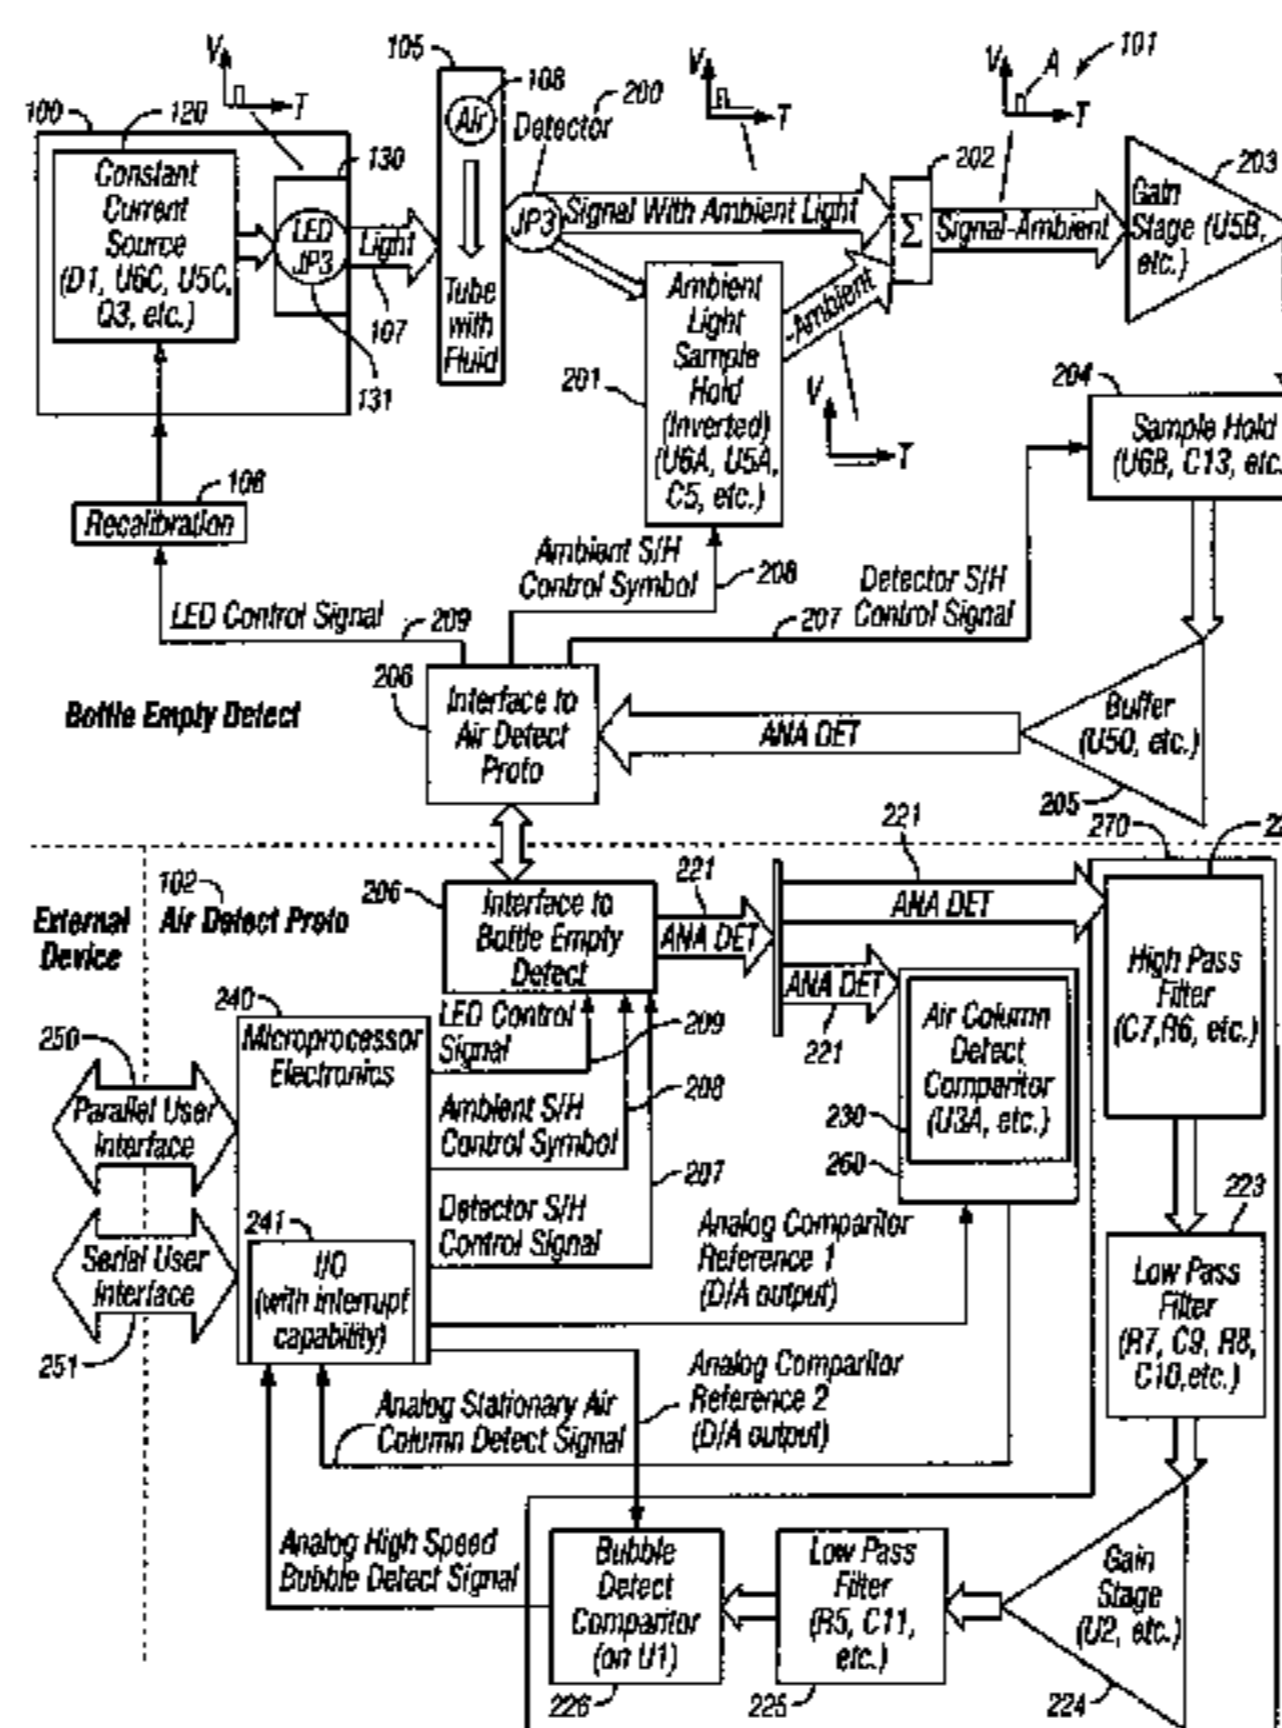 101
V
T
100
120
Constant
Current
Source
(D1, U6C, U5C,
Q3, etc.)
130
LED
JP3
131
Light
107
105
Air
108
Tube
with
Fluid
Detector
200
JP3
V
T
Signal With Ambient Light
Ambient
Light
Sample
Hold
(Inverted)
(U6A, U5A,
C5, etc.)
201
-Ambient
V
T
202
Σ
V
A
T
Signal-Ambient
Gain
Stage (U5B,
etc.)
203
204
Sample Hold
(U6B, C13, etc.
Recalibration
LED Control Signal
209
Ambient S/H
Control Symbol
208
Detector S/H
Control Signal
207
Bottle Empty Detect
206
Interface to
Air Detect
Proto
ANA DET
Buffer
(U5D, etc.)
205
102
Air Detect Proto
External
Device
206
Interface to
Bottle Empty
Detect
221
ANA DET
221
ANA DET
ANA DET
221
270
High Pass
Filter
(C7,R6, etc.)
Air Column
Detect
Comparitor
(U3A, etc.)
230
260
240
Microprocessor
Electronics
LED Control
Signal
209
Ambient S/H
Control Symbol
208
Detector S/H
Control Signal
207
250
Parallel User
Interface
Serial User
Interface
251
241
I/O
(with interrupt
capability)
Analog Comparitor
Reference 1
(D/A output)
Analog Comparitor
Reference 2
(D/A output)
Analog Stationary Air
Column Detect Signal
223
Low Pass
Filter
(R7, C9, R8,
C10,etc.)
Analog High Speed
Bubble Detect Signal
Bubble
Detect
Comparitor
(on U1)
226
Low Pass
Filter
(R5, C11,
etc.)
225
Gain
Stage
(U2, etc.)
224